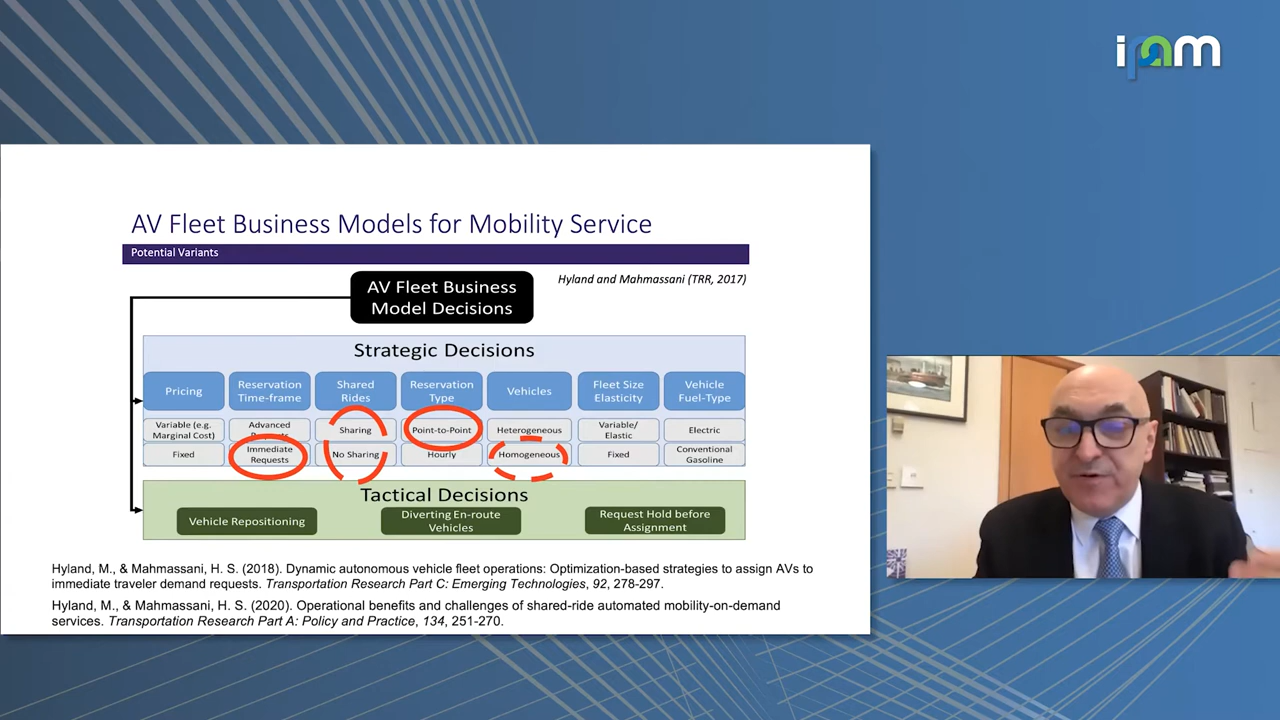 ipam
AV Fleet Business Models for Mobility Service
Potential Variants
Hyland and Mahmassani (TRR, 2017)
AV Fleet Business
Model Decisions
Strategic Decisions
Pricing
Reservation
Time-frame
Shared
Rides
Reservation
Type
Vehicles
Fleet Size
Elasticity
Vehicle
Fuel-Type
Variable (e.g.
Marginal Cost)
Advanced
Sharing
Point-to-Point
Heterogeneous
Variable/
Elastic
Electric
Fixed
Immediate
Requests
No Sharing
Hourly
Homogeneous
Fixed
Conventional
Gasoline
Tactical Decisions
Vehicle Repositioning
Diverting En-route
Vehicles
Request Hold before
Assignment
Hyland, M., & Mahmassani, H. S. (2018). Dynamic autonomous vehicle fleet operations: Optimization-based strategies to assign AVs to
immediate traveler demand requests. Transportation Research Part C: Emerging Technologies, 92, 278-297.
Hyland, M., & Mahmassani, H. S. (2020). Operational benefits and challenges of shared-ride automated mobility-on-demand
services. Transportation Research Part A: Policy and Practice, 134, 251-270.